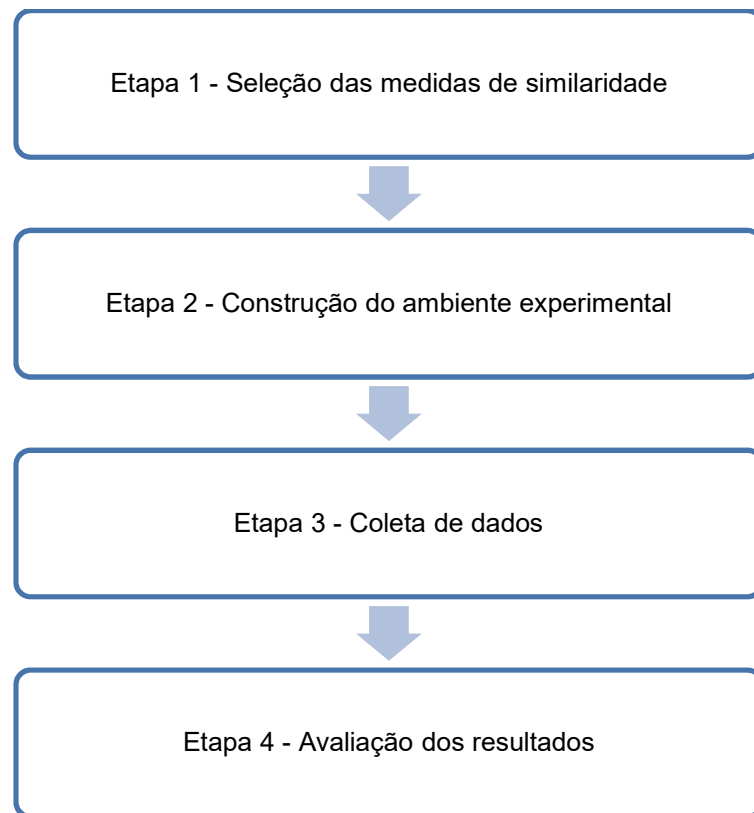 Etapa 1 - Seleção das medidas de similaridade
Etapa 2 - Construção do ambiente experimental
Etapa 3 - Coleta de dados
Etapa 4 - Avaliação dos resultados